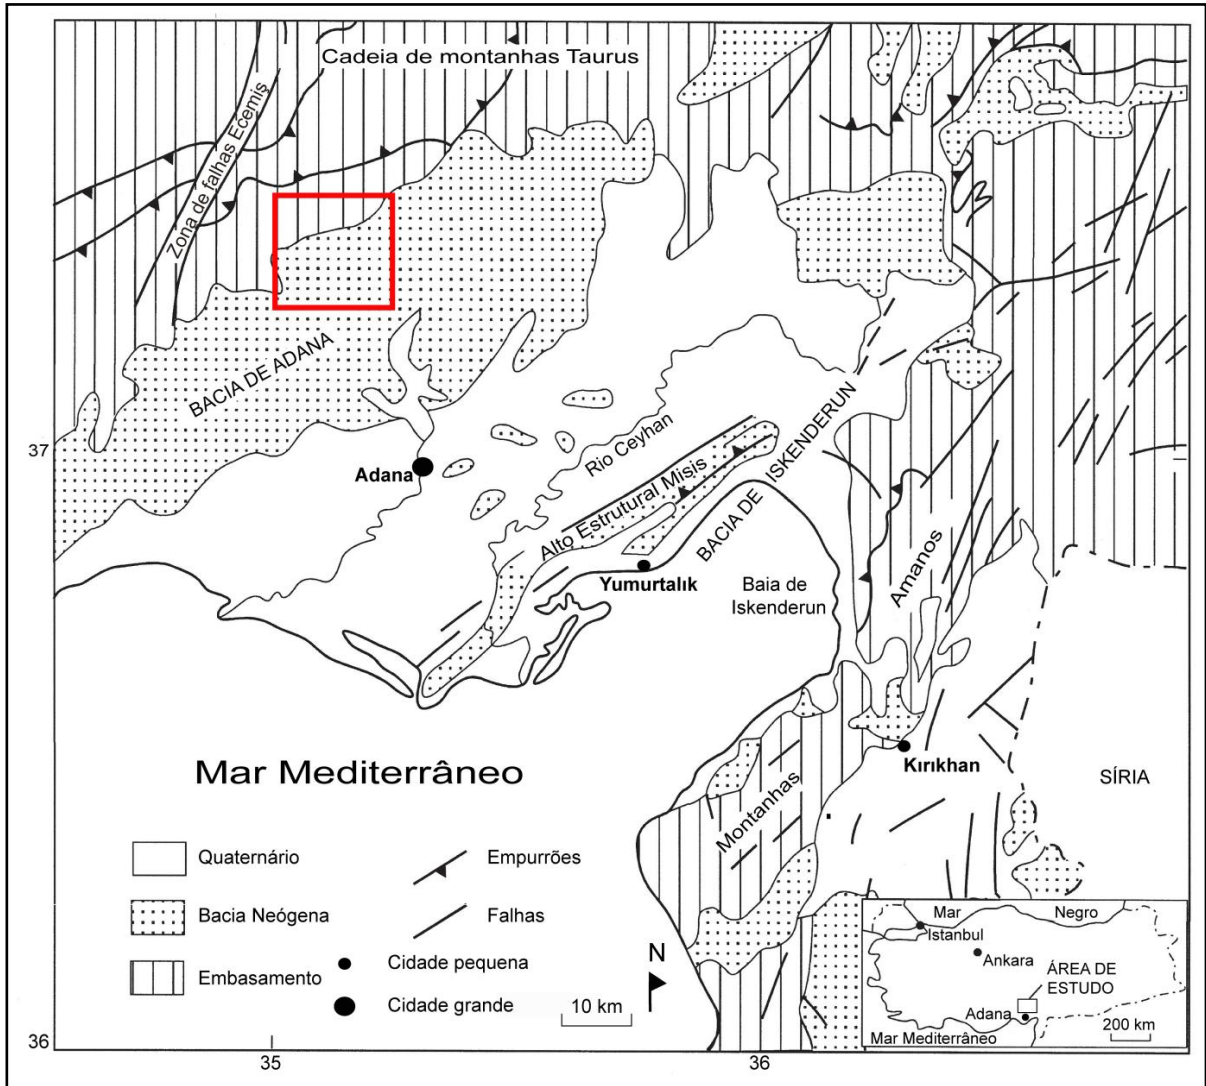 Cadeia de montanhas Taurus
Zona de falhas Ecemiş
BACIA DE ADANA
37
Adana
Rio Ceyhan
Alto Estrutural Misis
BACIA DE ISKENDERUN
Yumurtalık
Baia de
Iskenderun
Amanos
Montanhas
Kırıkhan
SÍRIA
Mar Mediterrâneo
Quaternário
Bacia Neógena
Embasamento
Empurrões
Falhas
Cidade pequena
Cidade grande
10 km
N
Mar Negro
Istanbul
Ankara
ÁREA DE
ESTUDO
Adana
200 km
Mar Mediterrâneo
36
35
36